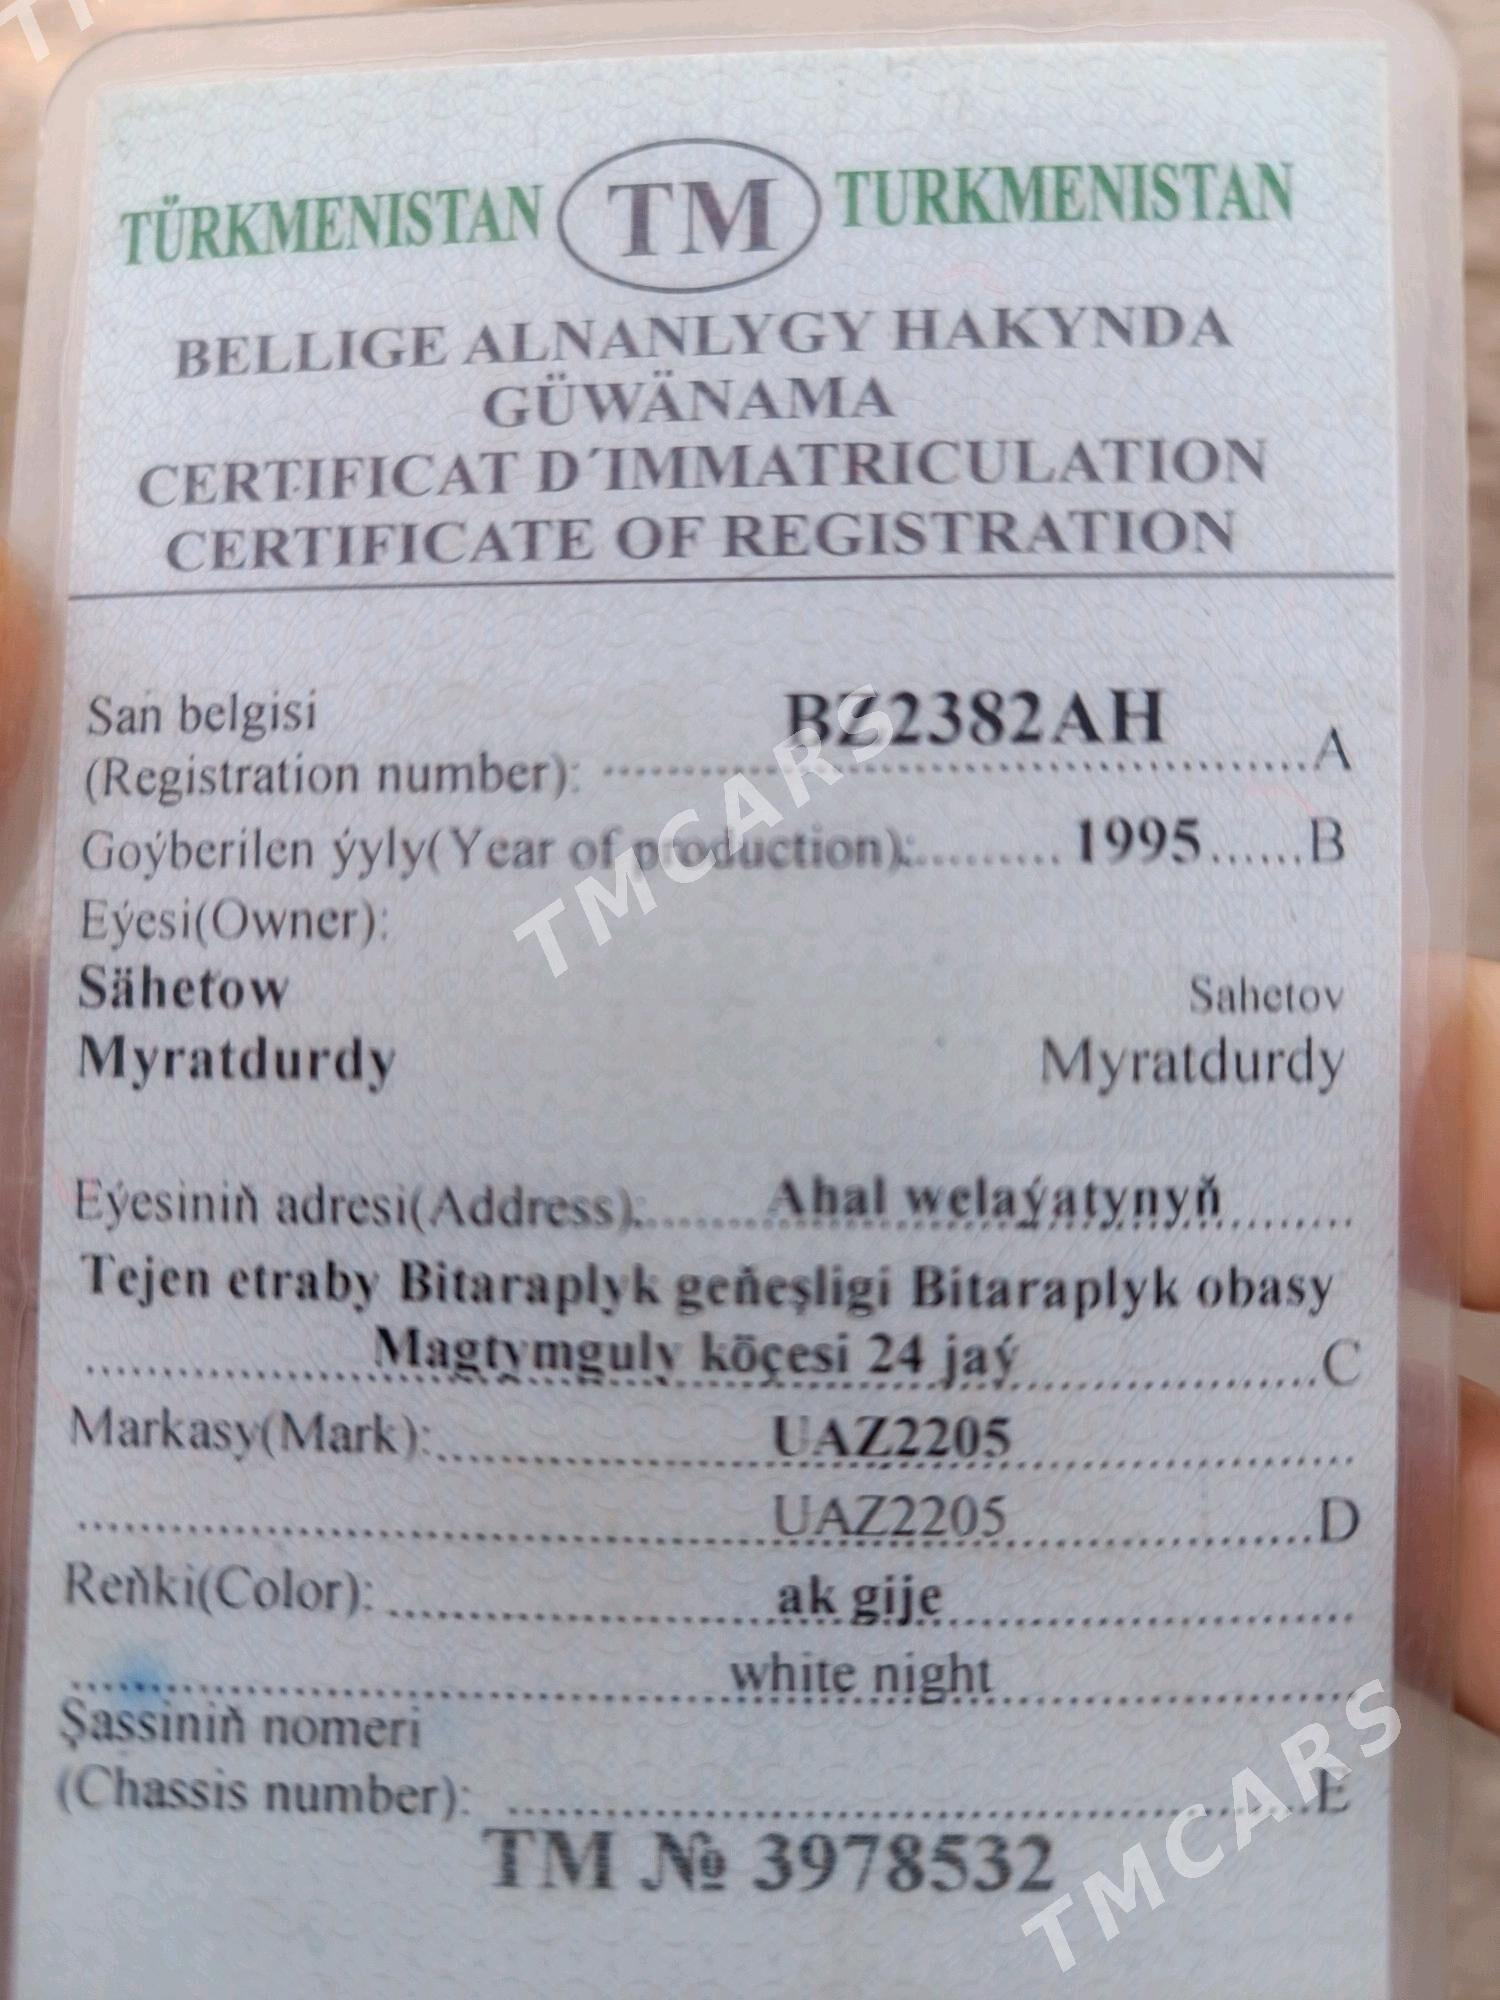 TÜRKMENISTAN TM TURKMENISTAN
BELLIGE ALNANLYGY HAKYNDA
GÜWÄNAMA
CERTIFICAT D´IMMATRICULATION
CERTIFICATE OF REGISTRATION
San belgisi BZ2382AH
(Registration number): A
Goýberilen ýyly(Year of production): 1995 B
Eýesi(Owner):
Sähetow Sahetov
Myratdurdy Myratdurdy
Eýesiniň adresi(Address): Ahal welaýatynyň
Tejen etraby Bitaraplyk geňeşligi Bitaraplyk obasy
Magtymguly köçesi 24 jaý C
Markasy(Mark): UAZ2205
UAZ2205 D
Reňki(Color): ak gije
white night
Şassiniň nomeri
(Chassis number): E
TM № 3978532
TMCARS
TMCARS